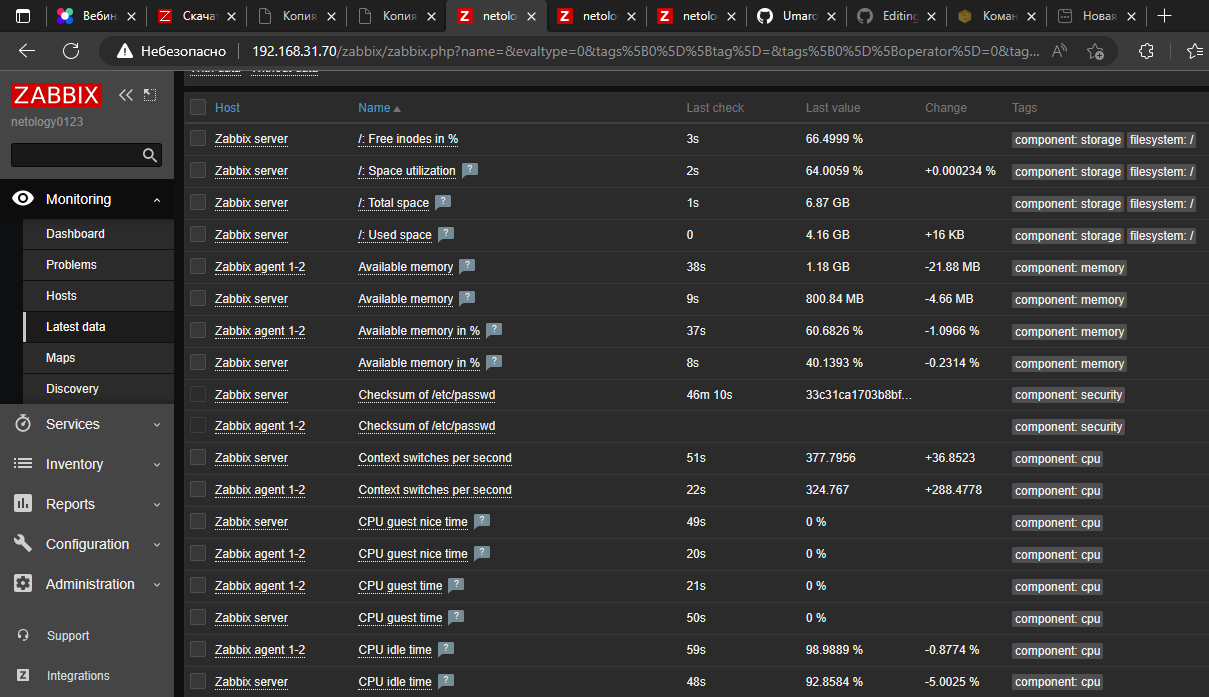 Вебин
Скачат
Копия
Копия
netolo
netolo
netolo
Umaro
Editing
Коман
Новая
Небезопасно
192.168.31.70/zabbix/zabbix.php?name=&evaltype=0&tags%5B0%5D%5Btag%5D=&tags%5B0%5D%5Boperator%5D=0&tag...
ZABBIX
netology0123
Monitoring
Dashboard
Problems
Hosts
Latest data
Maps
Discovery
Services
Inventory
Reports
Configuration
Administration
Support
Integrations
Host Name Last check Last value Change Tags
Zabbix server /: Free inodes in % 3s 66.4999 % component: storage filesystem: /
Zabbix server /: Space utilization ? 2s 64.0059 % +0.000234 % component: storage filesystem: /
Zabbix server /: Total space ? 1s 6.87 GB component: storage filesystem: /
Zabbix server /: Used space ? 0 4.16 GB +16 KB component: storage filesystem: /
Zabbix agent 1-2 Available memory ? 38s 1.18 GB -21.88 MB component: memory
Zabbix server Available memory ? 9s 800.84 MB -4.66 MB component: memory
Zabbix agent 1-2 Available memory in % ? 37s 60.6826 % -1.0966 % component: memory
Zabbix server Available memory in % ? 8s 40.1393 % -0.2314 % component: memory
Zabbix server Checksum of /etc/passwd 46m 10s 33c31ca1703b8bf... component: security
Zabbix agent 1-2 Checksum of /etc/passwd component: security
Zabbix server Context switches per second 51s 377.7956 +36.8523 component: cpu
Zabbix agent 1-2 Context switches per second 22s 324.767 +288.4778 component: cpu
Zabbix server CPU guest nice time ? 49s 0 % component: cpu
Zabbix agent 1-2 CPU guest nice time ? 20s 0 % component: cpu
Zabbix agent 1-2 CPU guest time ? 21s 0 % component: cpu
Zabbix server CPU guest time ? 50s 0 % component: cpu
Zabbix agent 1-2 CPU idle time ? 59s 98.9889 % -0.8774 % component: cpu
Zabbix server CPU idle time ? 48s 92.8584 % -5.0025 % component: cpu